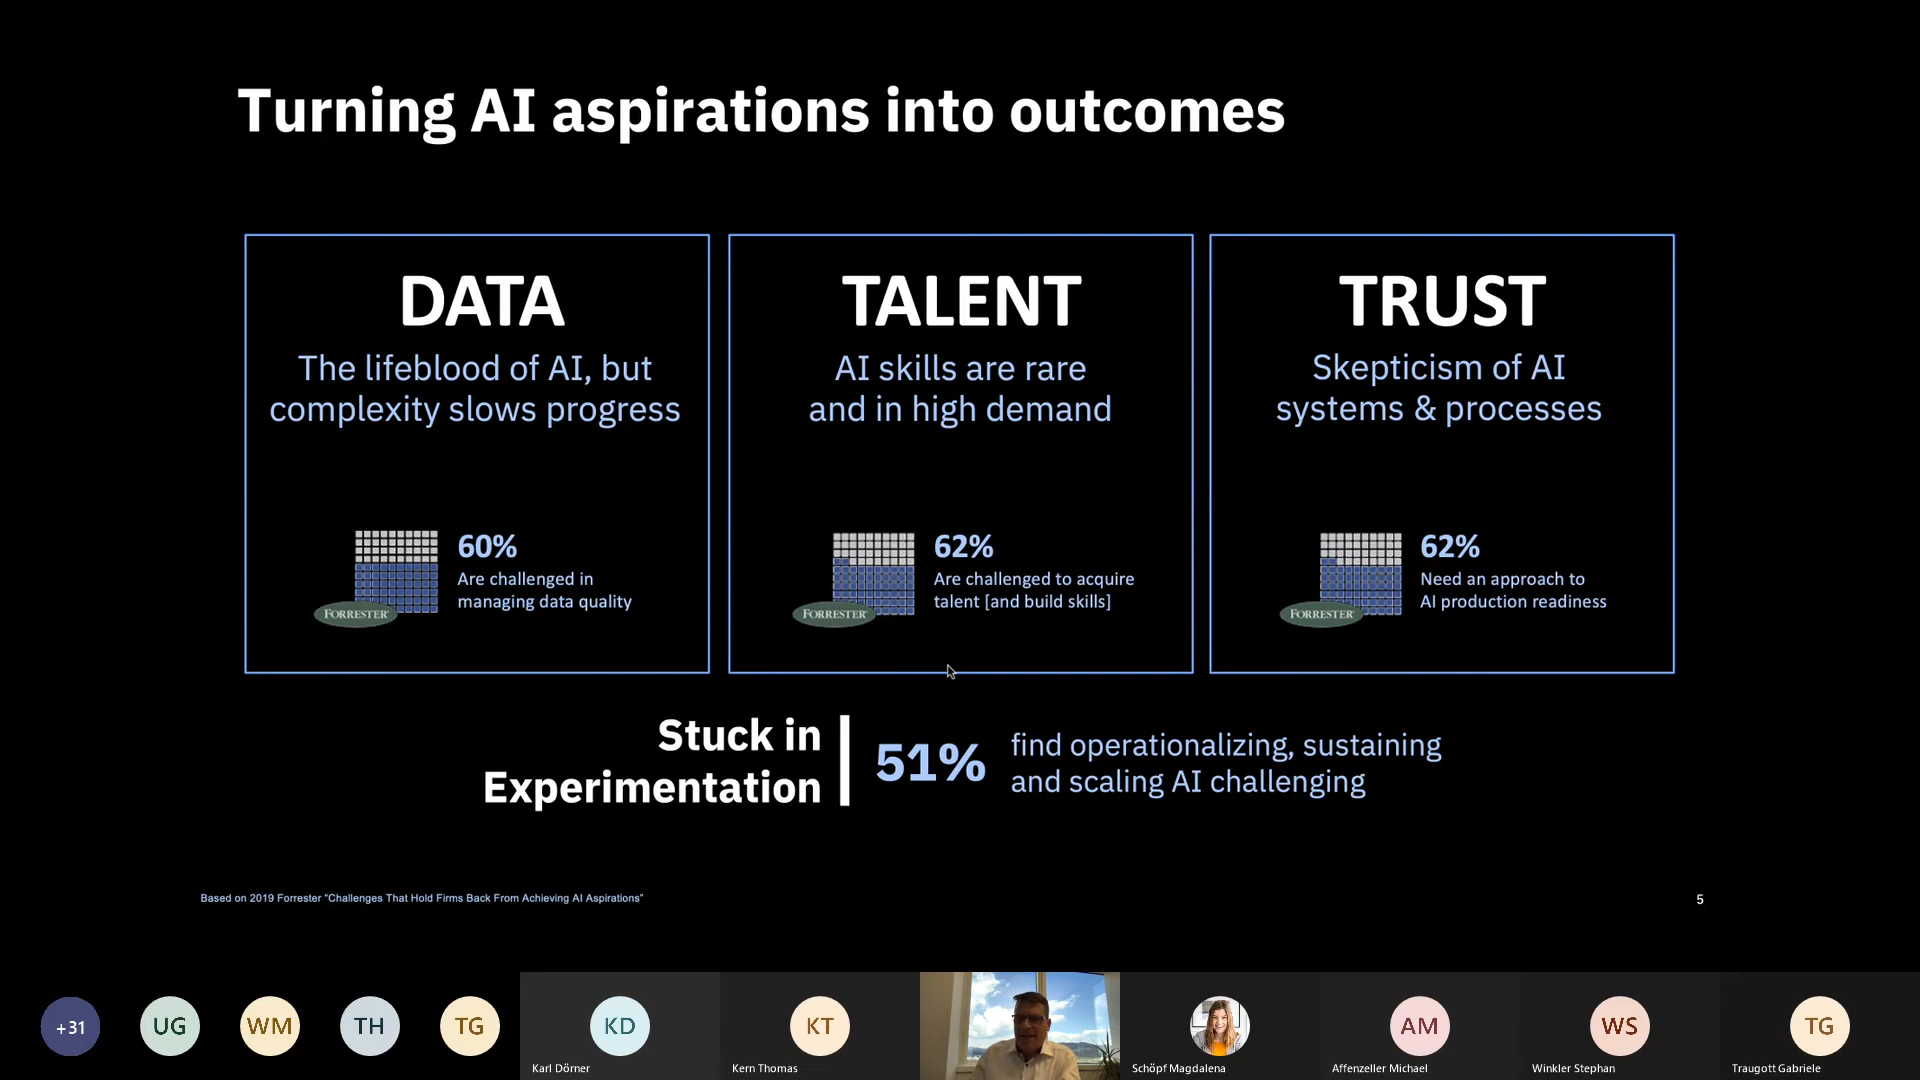 Turning AI aspirations into outcomes
DATA
The lifeblood of AI, but
complexity slows progress
60%
Are challenged in
managing data quality
FORRESTER
TALENT
AI skills are rare
and in high demand
62%
Are challenged to acquire
talent [and build skills]
FORRESTER
TRUST
Skepticism of AI
systems & processes
62%
Need an approach to
AI production readiness
FORRESTER
Stuck in
Experimentation
51%
find operationalizing, sustaining
and scaling AI challenging
Based on 2019 Forrester "Challenges That Hold Firms Back From Achieving AI Aspirations"
5
+31
UG
WM
TH
TG
KD
Karl Dörner
KT
Kern Thomas
Schöpf Magdalena
AM
Affenzeller Michael
WS
Winkler Stephan
TG
Traugott Gabriele